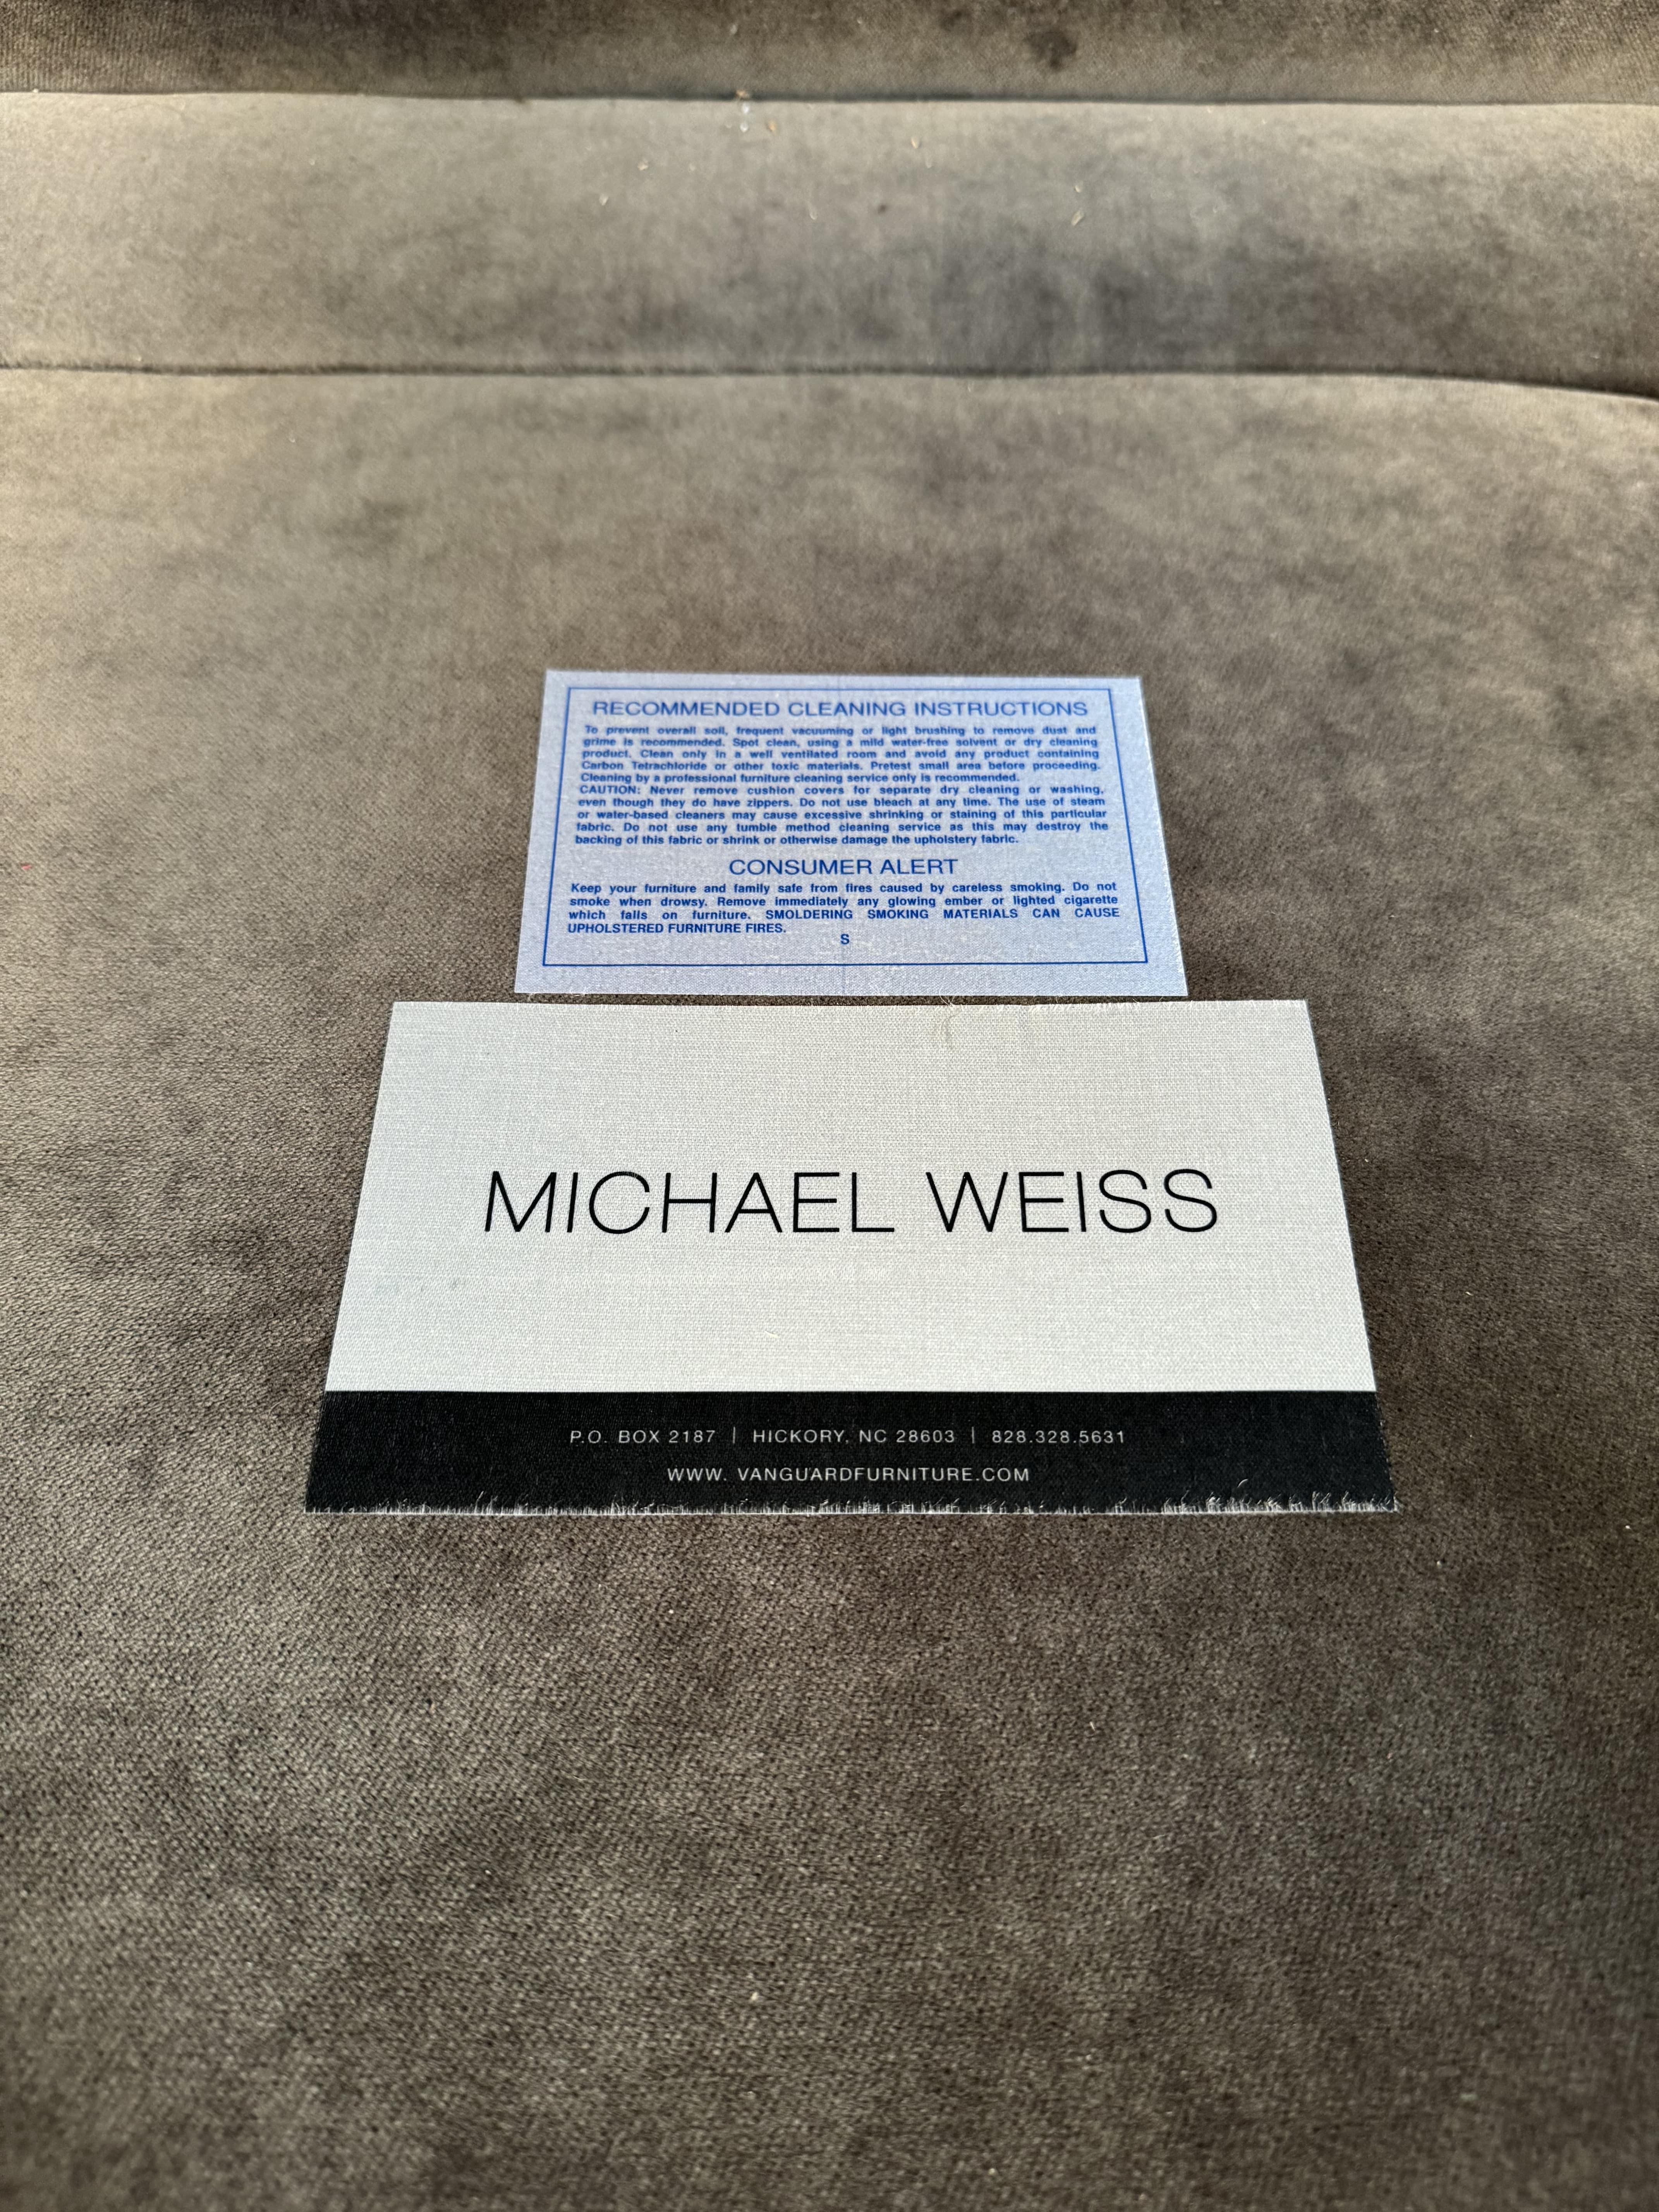 RECOMMENDED CLEANING INSTRUCTIONS
To prevent overall soil, frequent vacuuming or light brushing to remove dust and
grime is recommended. Spot clean, using a mild water-free solvent or dry cleaning
product. Clean only in a well ventilated room and avoid any product containing
Carbon Tetrachloride or other toxic materials. Pretest small area before proceeding.
Cleaning by a professional furniture cleaning service only is recommended.
CAUTION: Never remove cushion covers for separate dry cleaning or washing,
even though they do have zippers. Do not use bleach at any time. The use of steam
or water-based cleaners may cause excessive shrinking or staining of this particular
fabric. Do not use any tumble method cleaning service as this may destroy the
backing of this fabric or shrink or otherwise damage the upholstery fabric.
CONSUMER ALERT
Keep your furniture and family safe from fires caused by careless smoking. Do not
smoke when drowsy. Remove immediately any glowing ember or lighted cigarette
which falls on furniture. SMOLDERING SMOKING MATERIALS CAN CAUSE
UPHOLSTERED FURNITURE FIRES.
S
MICHAEL WEISS
P.O. BOX 2187 | HICKORY, NC 28603 | 828.328.5631
WWW. VANGUARDFURNITURE.COM